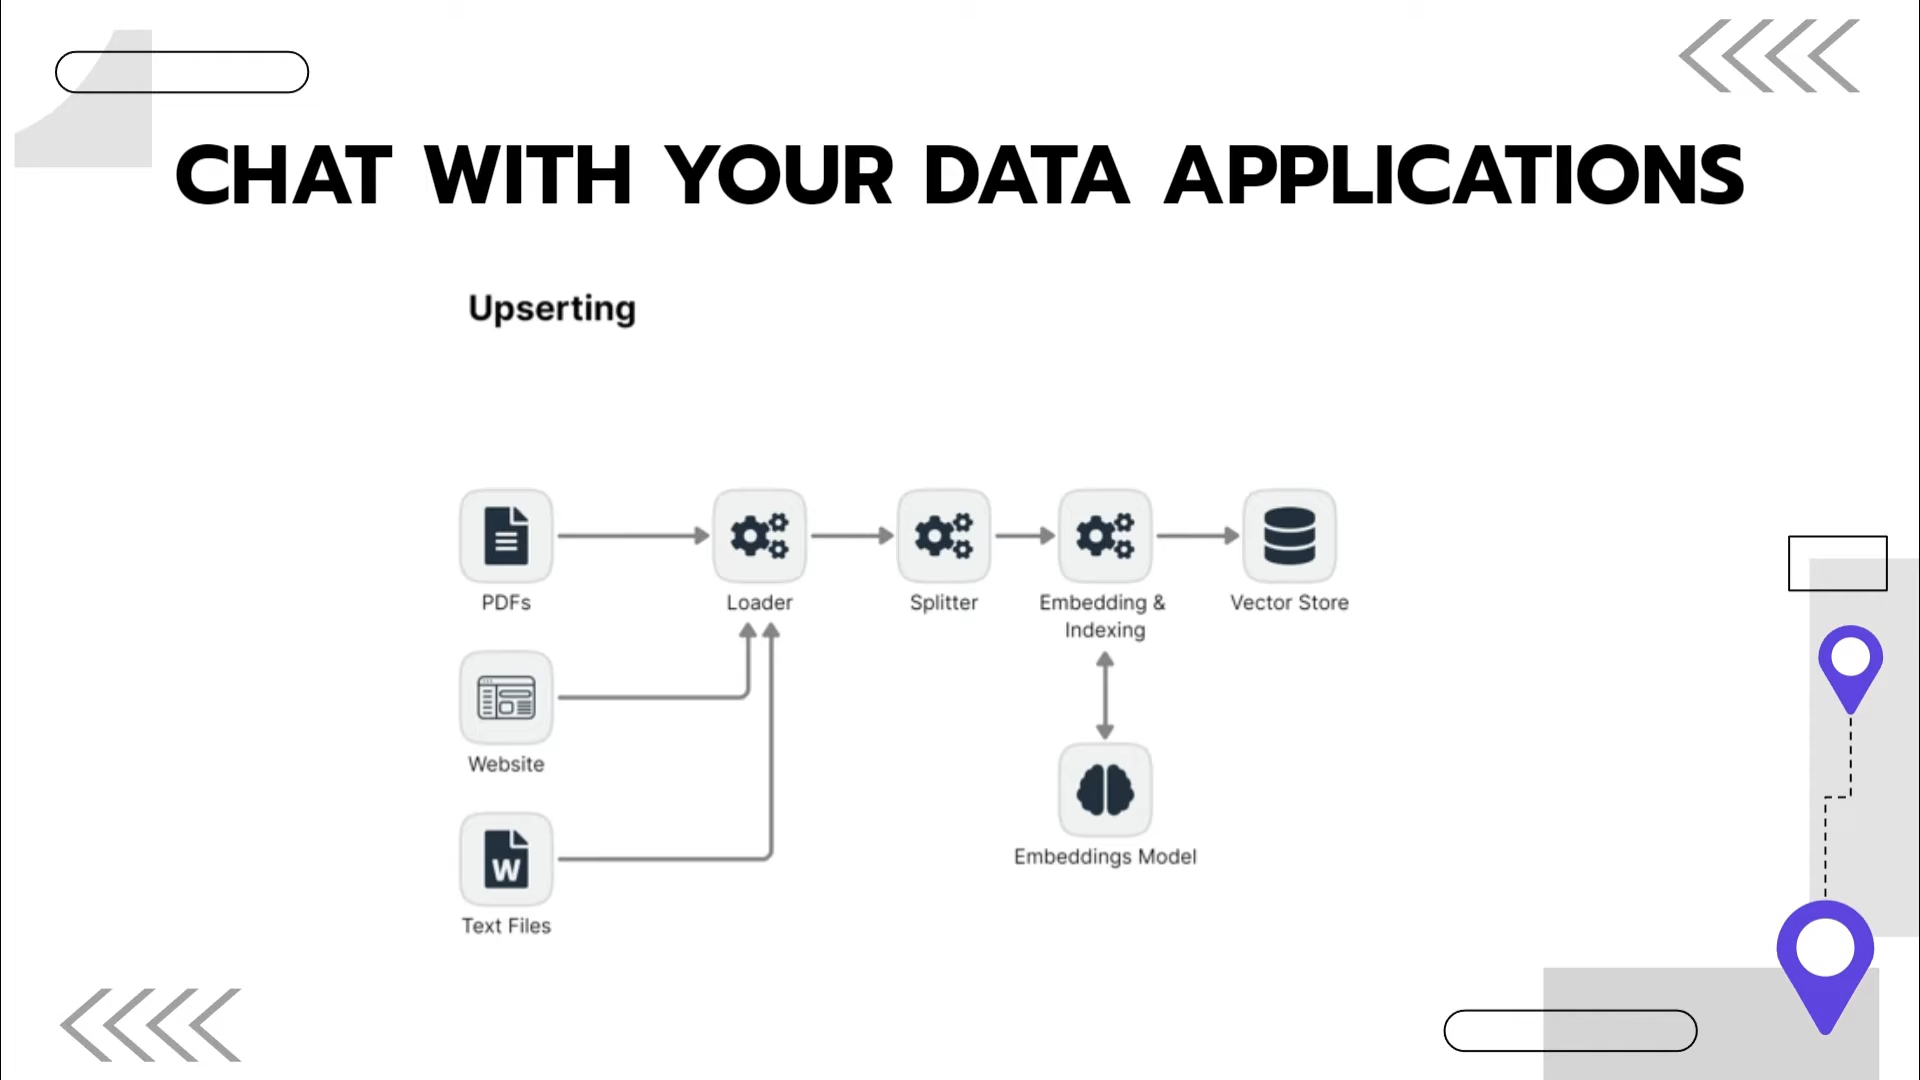 CHAT WITH YOUR DATA APPLICATIONS
Upserting
PDFs
Loader
Splitter
Embedding &
Indexing
Vector Store
Website
Embeddings Model
W
Text Files